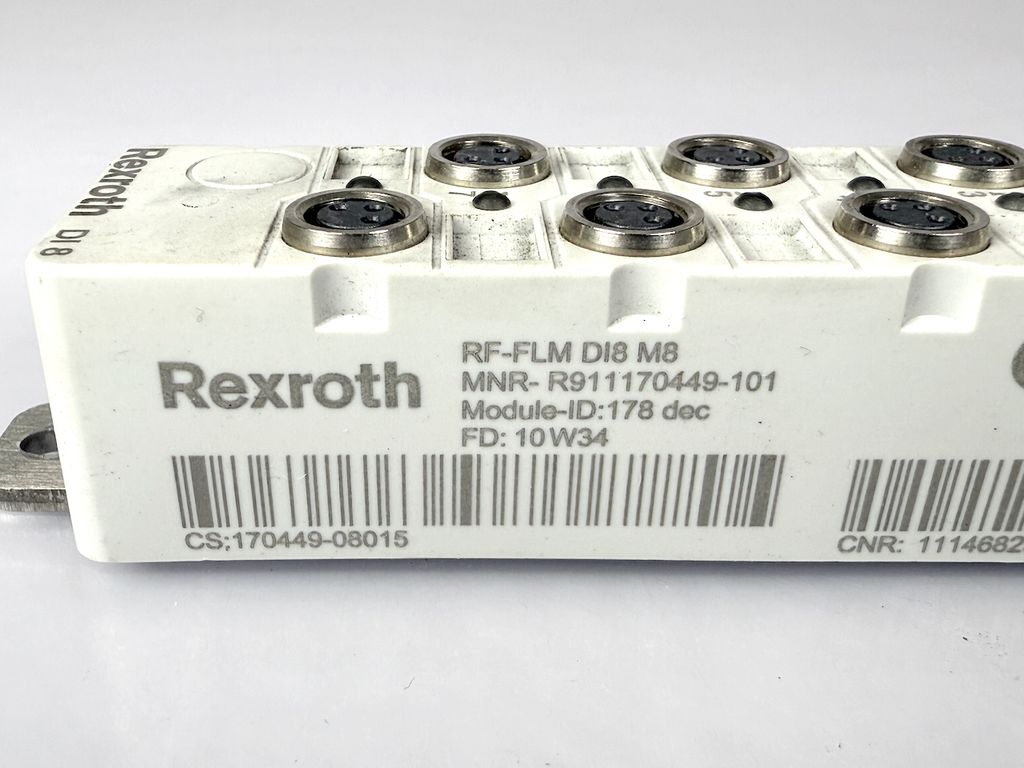 Rexroth DI 8
Rexroth
RF-FLM DI8 M8
MNR- R911170449-101
Module-ID:178 dec
FD: 10W34
CS;170449-08015
CNR: 1114682